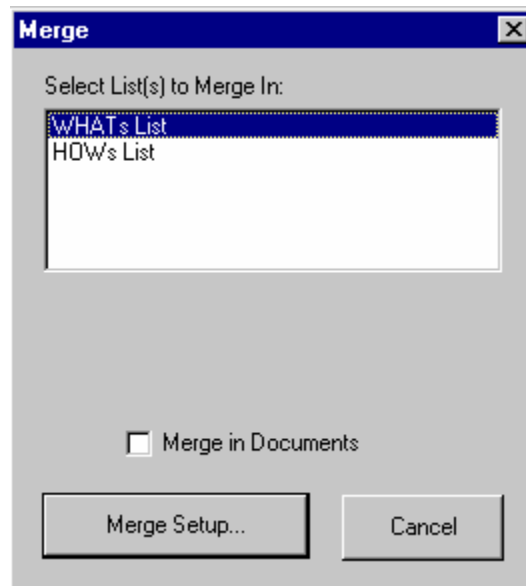 Merge
Select List(s) to Merge In:
WHATs List
HOWs List
Merge in Documents
Merge Setup...
Cancel